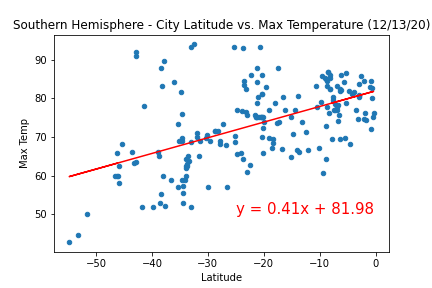 Southern Hemisphere - City Latitude vs. Max Temperature (12/13/20)
Max Temp
90
80
70
60
50
y = 0.41x + 81.98
−50 −40 −30 −20 −10 0
Latitude